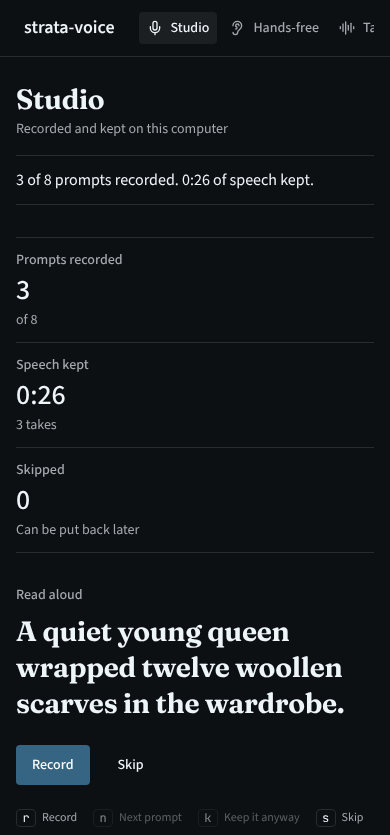 strata-voice Studio Hands-free Ta
Studio
Recorded and kept on this computer
3 of 8 prompts recorded. 0:26 of speech kept.
Prompts recorded
3
of 8
Speech kept
0:26
3 takes
Skipped
0
Can be put back later
Read aloud
A quiet young queen
wrapped twelve woollen
scarves in the wardrobe.
Record Skip
r Record n Next prompt k Keep it anyway s Skip